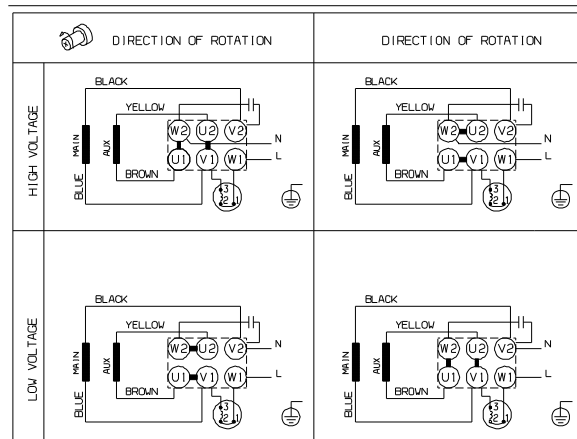 DIRECTION OF ROTATION
DIRECTION OF ROTATION
HIGH VOLTAGE
BLACK
YELLOW
MAIN
AUX
W2 U2 V2
N
U1 V1 W1
L
BROWN
BLUE
3
2 1
BLACK
YELLOW
MAIN
AUX
W2 U2 V2
N
U1 V1 W1
L
BROWN
BLUE
3
2 1
LOW VOLTAGE
BLACK
YELLOW
MAIN
AUX
W2 U2 V2
N
U1 V1 W1
L
BROWN
BLUE
3
2 1
BLACK
YELLOW
MAIN
AUX
W2 U2 V2
N
U1 V1 W1
L
BROWN
BLUE
3
2 1